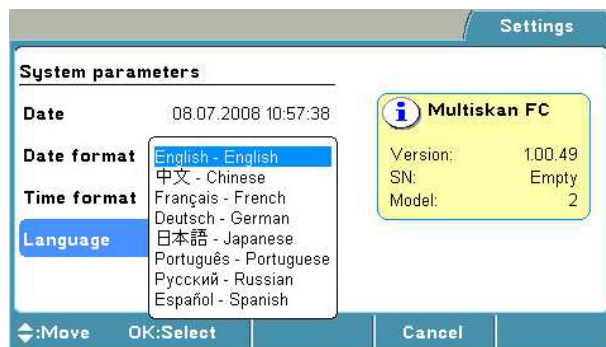 Settings
System parameters
Date 08.07.2008 10:57:38
Date format
Time format
Language
English - English
中文 - Chinese
Français - French
Deutsch - German
日本語 - Japanese
Português - Portuguese
Русский - Russian
Español - Spanish
i Multiskan FC
Version: 1.00.49
SN: Empty
Model: 2
:Move OK:Select Cancel